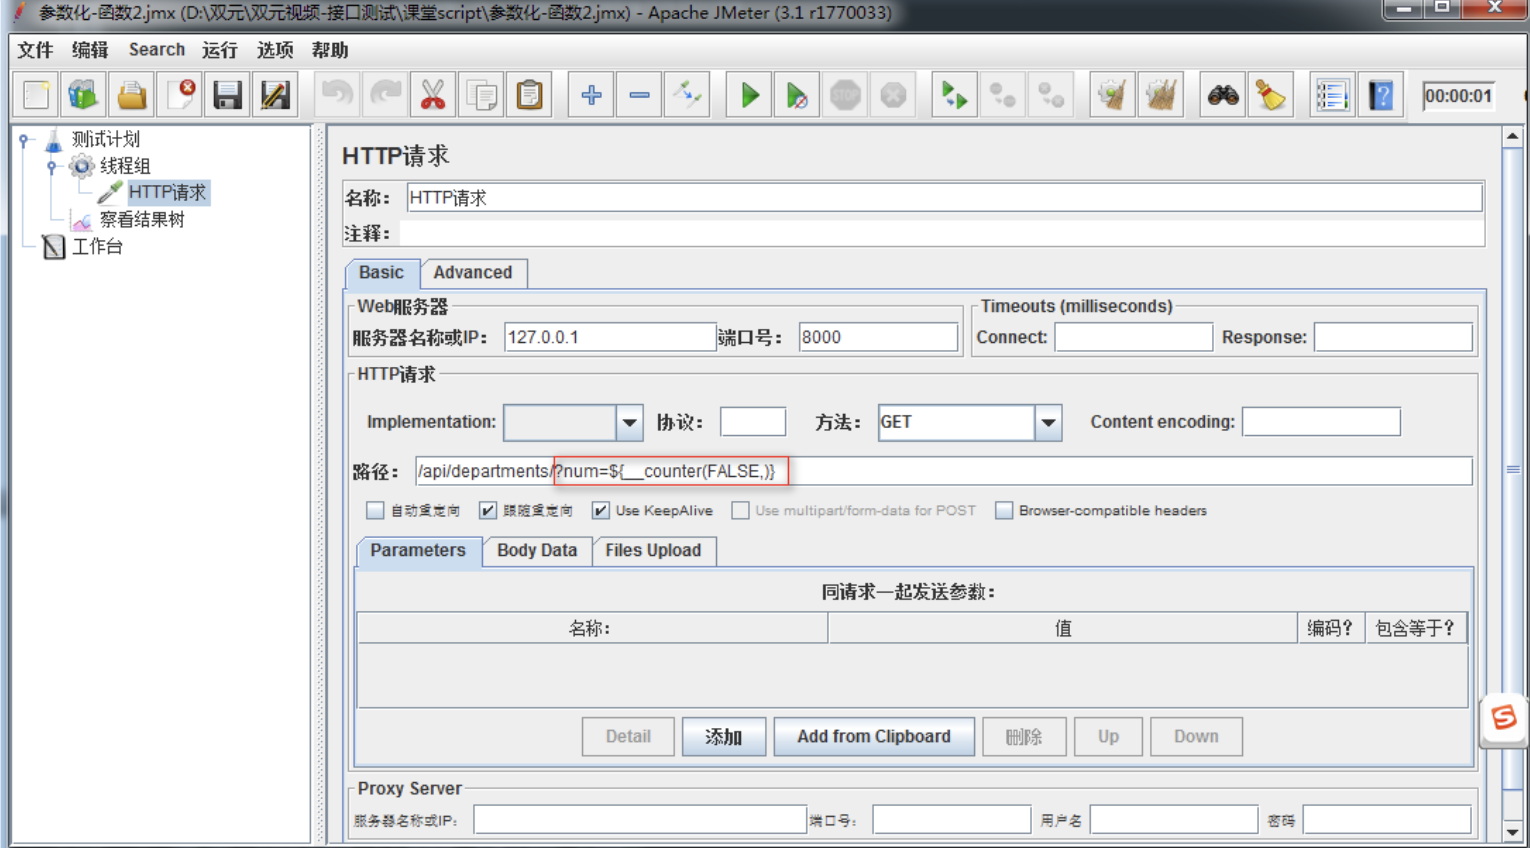 参数化-函数2.jmx (D:\双元\双元视频-接口测试\课堂script\参数化-函数2.jmx) - Apache JMeter (3.1 r1770033)
文件 编辑 Search 运行 选项 帮助
STOP
00:00:01
测试计划
线程组
HTTP请求
察看结果树
工作台
HTTP请求
名称： HTTP请求
注释：
Basic Advanced
Web服务器
服务器名称或IP： 127.0.0.1 端口号： 8000
Timeouts (milliseconds)
Connect: Response:
HTTP请求
Implementation: 协议： 方法： GET Content encoding:
路径： /api/departments/?num=${__counter(FALSE,)}
自动重定向 跟随重定向 Use KeepAlive Use multipart/form-data for POST Browser-compatible headers
Parameters Body Data Files Upload
同请求一起发送参数：
名称： 值 编码？ 包含等于？
Detail 添加 Add from Clipboard 删除 Up Down
Proxy Server
服务器名称或IP： 端口号： 用户名 密码